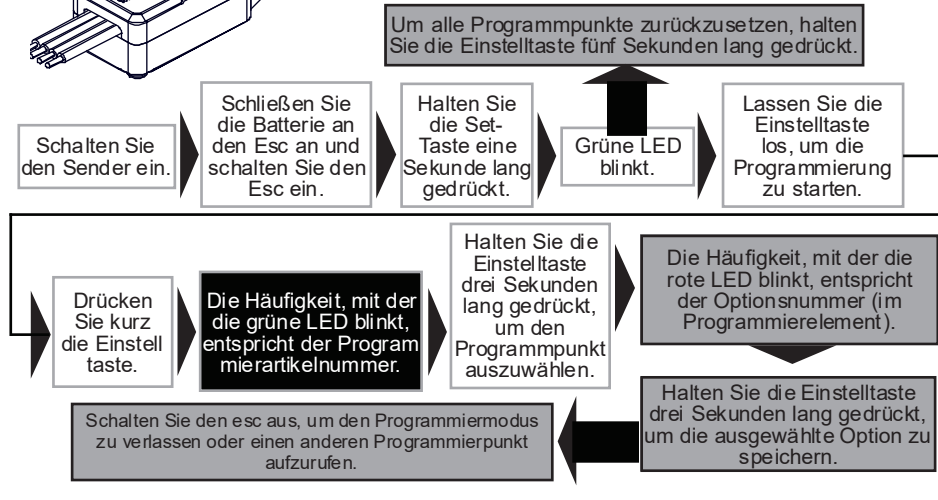 Um alle Programmpunkte zurückzusetzen, halten
Sie die Einstelltaste fünf Sekunden lang gedrückt.
Schalten Sie
den Sender ein.
Schließen Sie
die Batterie an
den Esc an und
schalten Sie den
Esc ein.
Halten Sie
die Set-
Taste eine
Sekunde lang
gedrückt.
Grüne LED
blinkt.
Lassen Sie die
Einstelltaste
los, um die
Programmierung
zu starten.
Drücken
Sie kurz
die Einstell
taste.
Die Häufigkeit, mit der
die grüne LED blinkt,
entspricht der Program
mierartikelnummer.
Halten Sie die
Einstelltaste
drei Sekunden
lang gedrückt,
um den
Programmpunkt
auszuwählen.
Die Häufigkeit, mit der die
rote LED blinkt, entspricht
der Optionsnummer (im
Programmierelement).
Halten Sie die Einstelltaste
drei Sekunden lang gedrückt,
um die ausgewählte Option zu
speichern.
Schalten Sie den esc aus, um den Programmiermodus
zu verlassen oder einen anderen Programmierpunkt
aufzurufen.